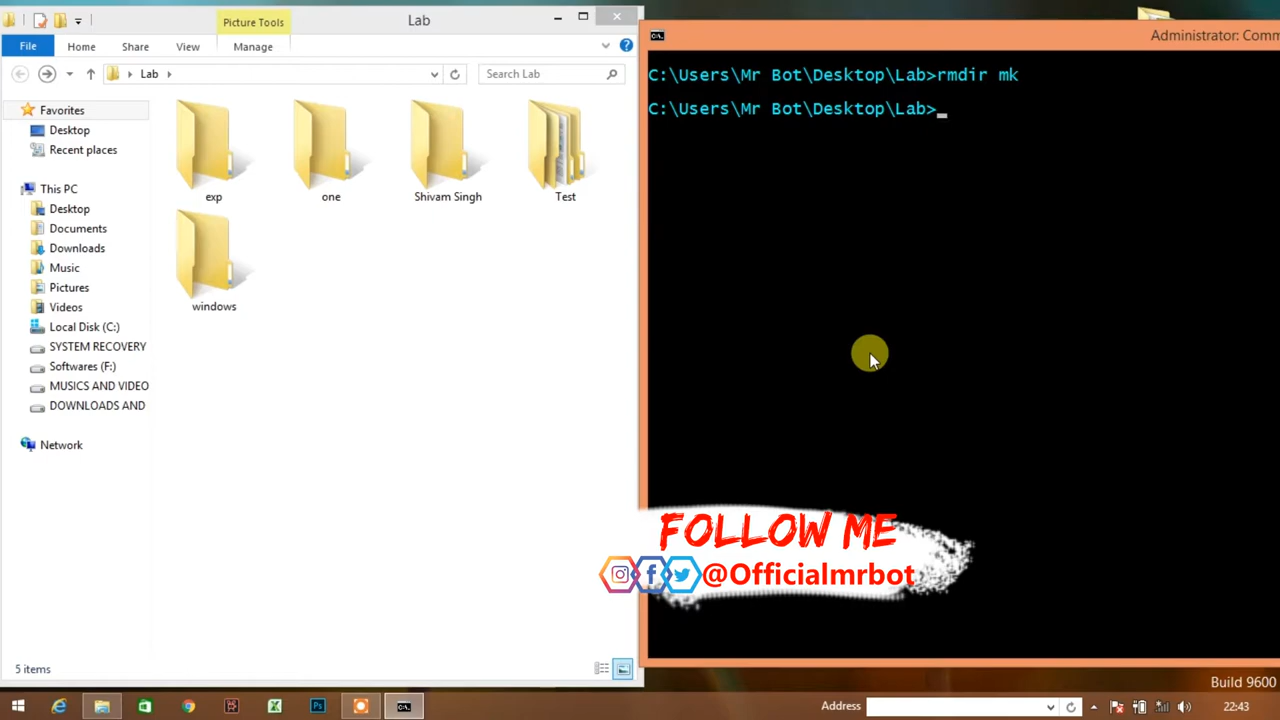 Picture Tools
Lab
File
Home
Share
View
Manage
Lab
Search Lab
Favorites
Desktop
Recent places
This PC
Desktop
Documents
Downloads
Music
Pictures
Videos
Local Disk (C:)
SYSTEM RECOVERY
Softwares (F:)
MUSICS AND VIDEO
DOWNLOADS AND
Network
exp
one
Shivam Singh
Test
windows
5 items
Administrator: Comm
C:\Users\Mr Bot\Desktop\Lab>rmdir mk
C:\Users\Mr Bot\Desktop\Lab>
FOLLOW ME
@Officialmrbot
Build 9600
Address
22:43